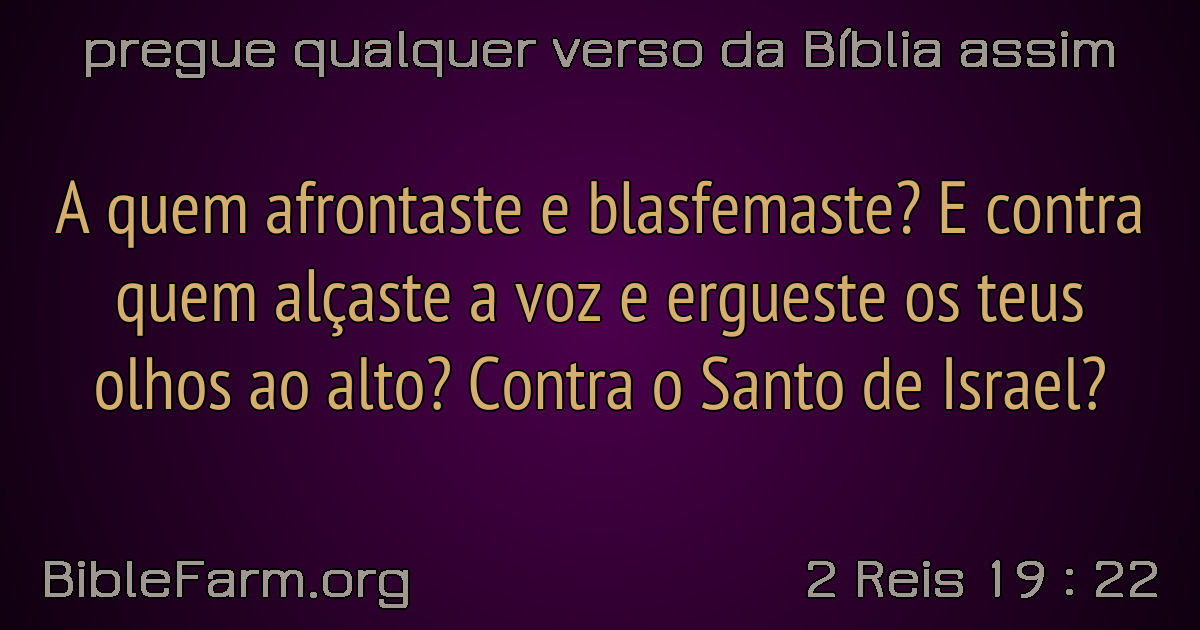 pregue qualquer verso da Bíblia assim
A quem afrontaste e blasfemaste? E contra
quem alçaste a voz e ergueste os teus
olhos ao alto? Contra o Santo de Israel?
BibleFarm.org
2 Reis 19 : 22